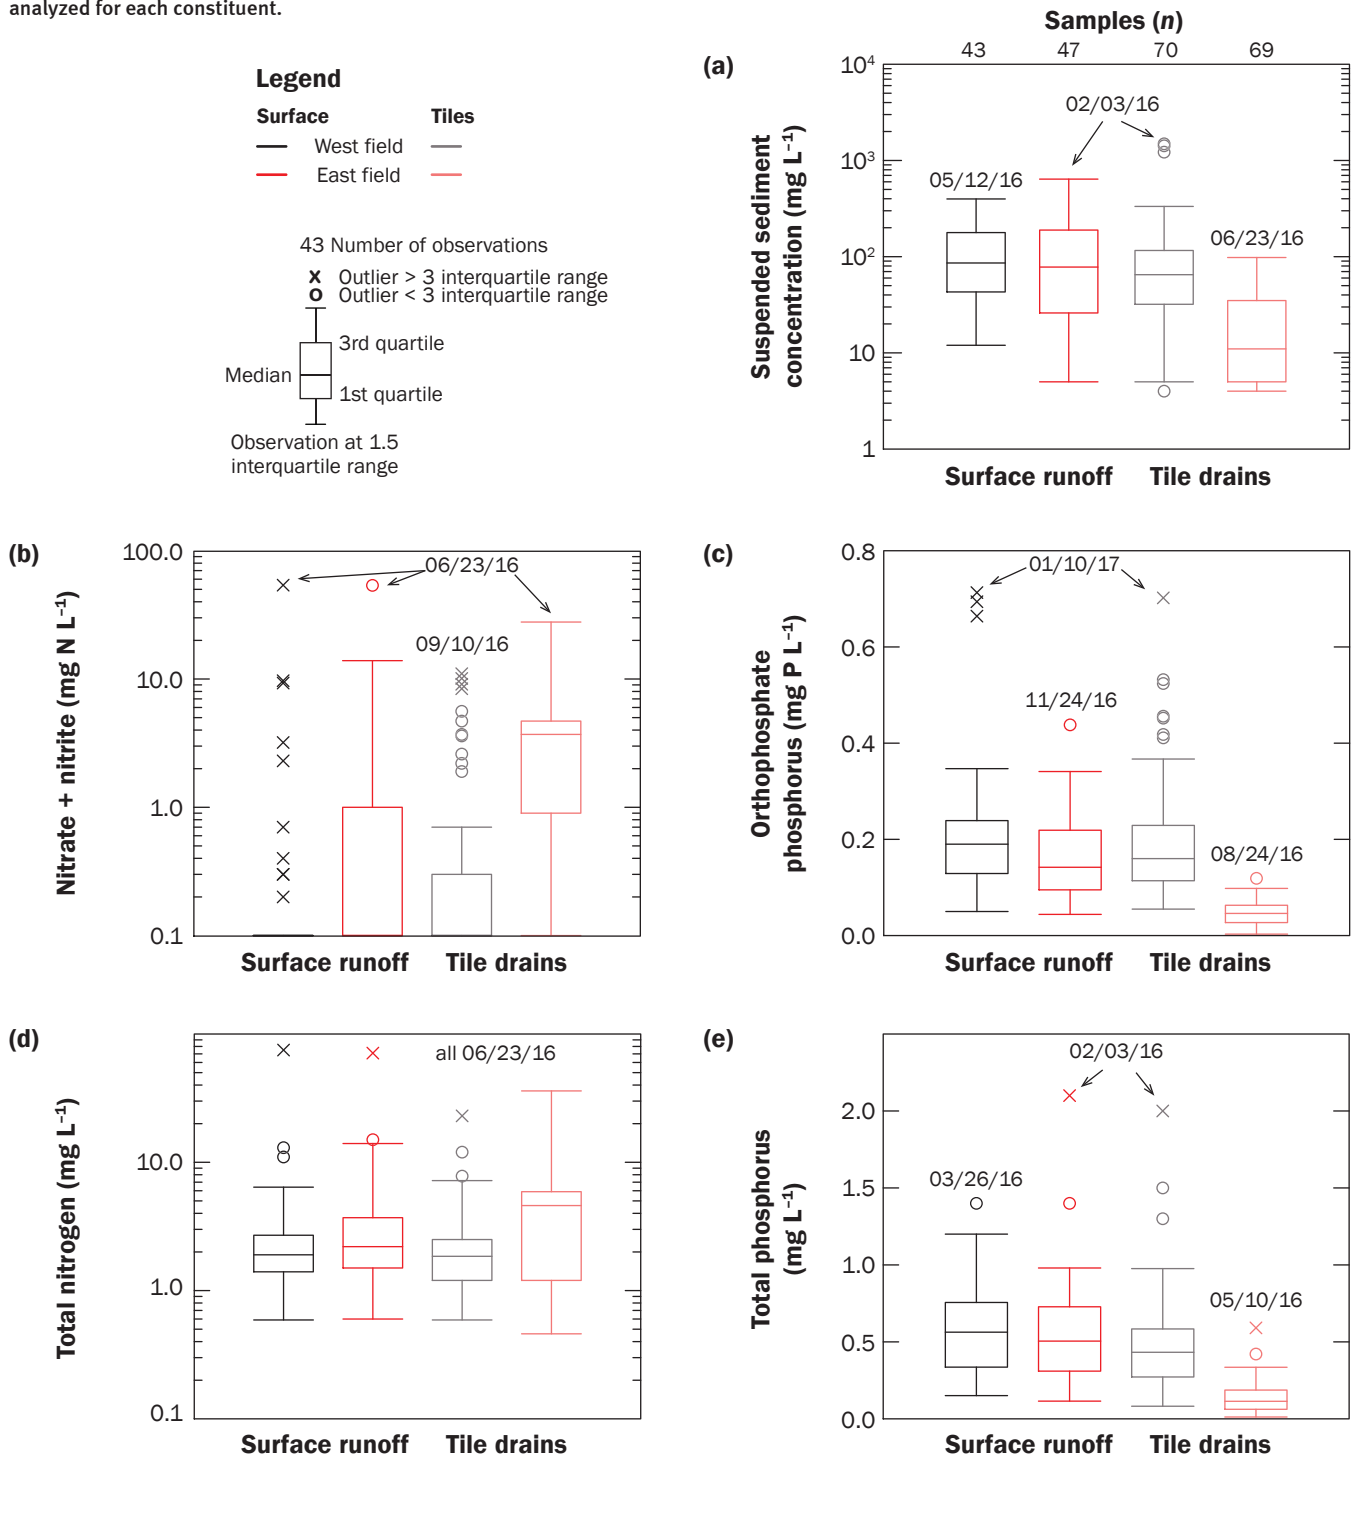 analyzed for each constituent.
Legend
Surface Tiles
West field
East field
43 Number of observations
X Outlier > 3 interquartile range
O Outlier < 3 interquartile range
3rd quartile
Median
1st quartile
Observation at 1.5
interquartile range
Samples (n)
43 47 70 69
(a)
Suspended sediment
concentration (mg L⁻¹)
10⁴
10³
10²
10
1
02/03/16
05/12/16
06/23/16
Surface runoff Tile drains
(b)
Nitrate + nitrite (mg N L⁻¹)
100.0
10.0
1.0
0.1
06/23/16
09/10/16
Surface runoff Tile drains
(c)
Orthophosphate
phosphorus (mg P L⁻¹)
0.8
0.6
0.4
0.2
0.0
01/10/17
11/24/16
08/24/16
Surface runoff Tile drains
(d)
Total nitrogen (mg L⁻¹)
10.0
1.0
0.1
all 06/23/16
Surface runoff Tile drains
(e)
Total phosphorus
(mg L⁻¹)
2.0
1.5
1.0
0.5
0.0
02/03/16
03/26/16
05/10/16
Surface runoff Tile drains